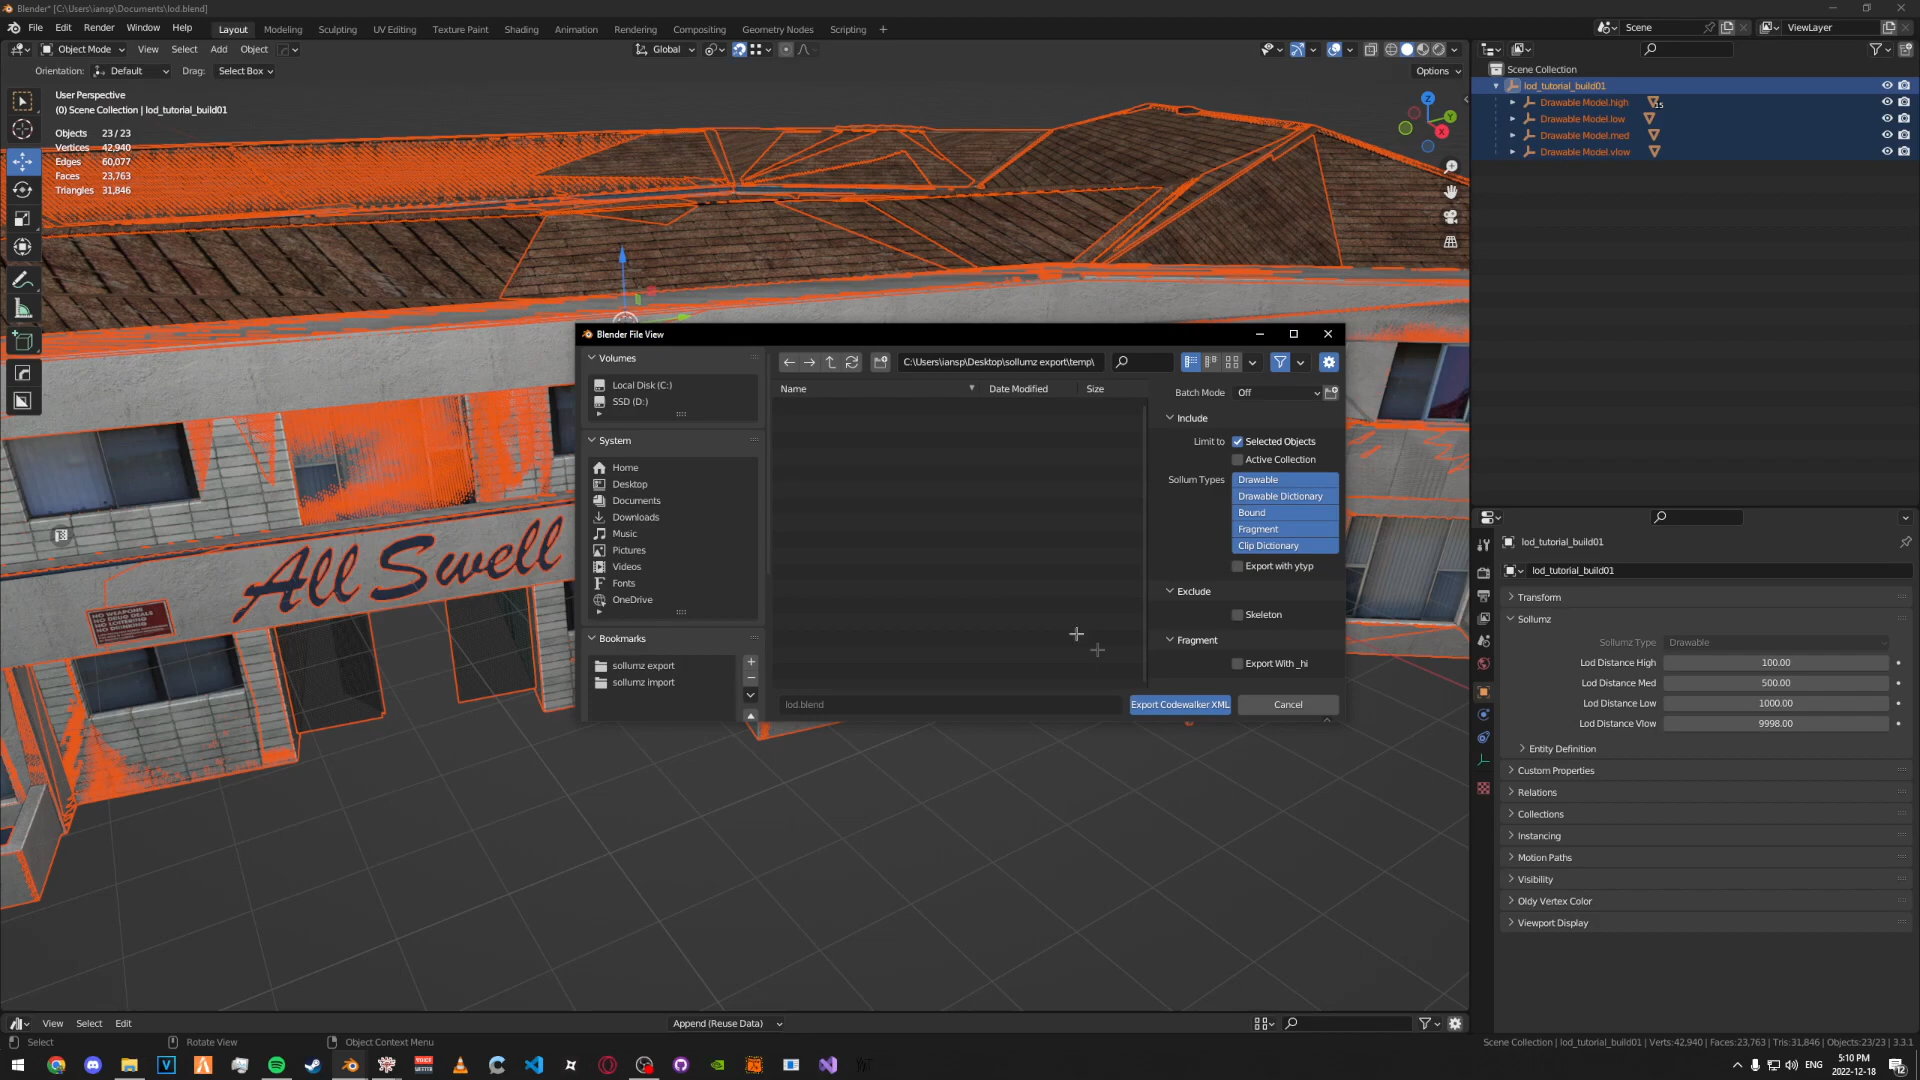 Blender* [C:\Users\iansp\Documents\lod.blend]
File Edit Render Window Help
Layout Modeling Sculpting UV Editing Texture Paint Shading Animation Rendering Compositing Geometry Nodes Scripting +
Scene
ViewLayer
Object Mode View Select Add Object
Global
Orientation: Default Drag: Select Box
Options
User Perspective
(0) Scene Collection | lod_tutorial_build01
Objects 23 / 23
Vertices 42,940
Edges 60,077
Faces 23,763
Triangles 31,846
Z
Y
X
Scene Collection
lod_tutorial_build01
Drawable Model.high 15
Drawable Model.low
Drawable Model.med
Drawable Model.vlow
All Swell
NO WEAPONS
NO DRUG DEALS
NO LOITERING
NO DRINKING
Blender File View
Volumes
Local Disk (C:)
SSD (D:)
System
Home
Desktop
Documents
Downloads
Music
Pictures
Videos
Fonts
OneDrive
Bookmarks
sollumz export
sollumz import
C:\Users\iansp\Desktop\sollumz export\temp\
Name Date Modified Size
Batch Mode Off
Include
Limit to Selected Objects
Active Collection
Sollum Types Drawable
Drawable Dictionary
Bound
Fragment
Clip Dictionary
Export with ytyp
Exclude
Skeleton
Fragment
Export With _hi
lod.blend
Export Codewalker XML
Cancel
lod_tutorial_build01
lod_tutorial_build01
Transform
Sollumz
Sollumz Type Drawable
Lod Distance High 100.00
Lod Distance Med 500.00
Lod Distance Low 1000.00
Lod Distance Vlow 9998.00
Entity Definition
Custom Properties
Relations
Collections
Instancing
Motion Paths
Visibility
Oldy Vertex Color
Viewport Display
View Select Edit
Append (Reuse Data)
Select Rotate View Object Context Menu
Scene Collection | lod_tutorial_build01 | Verts:42,940 | Faces:23,763 | Tris:31,846 | Objects:23/23 | 3.3.1
ENG
5:10 PM
2022-12-18
12